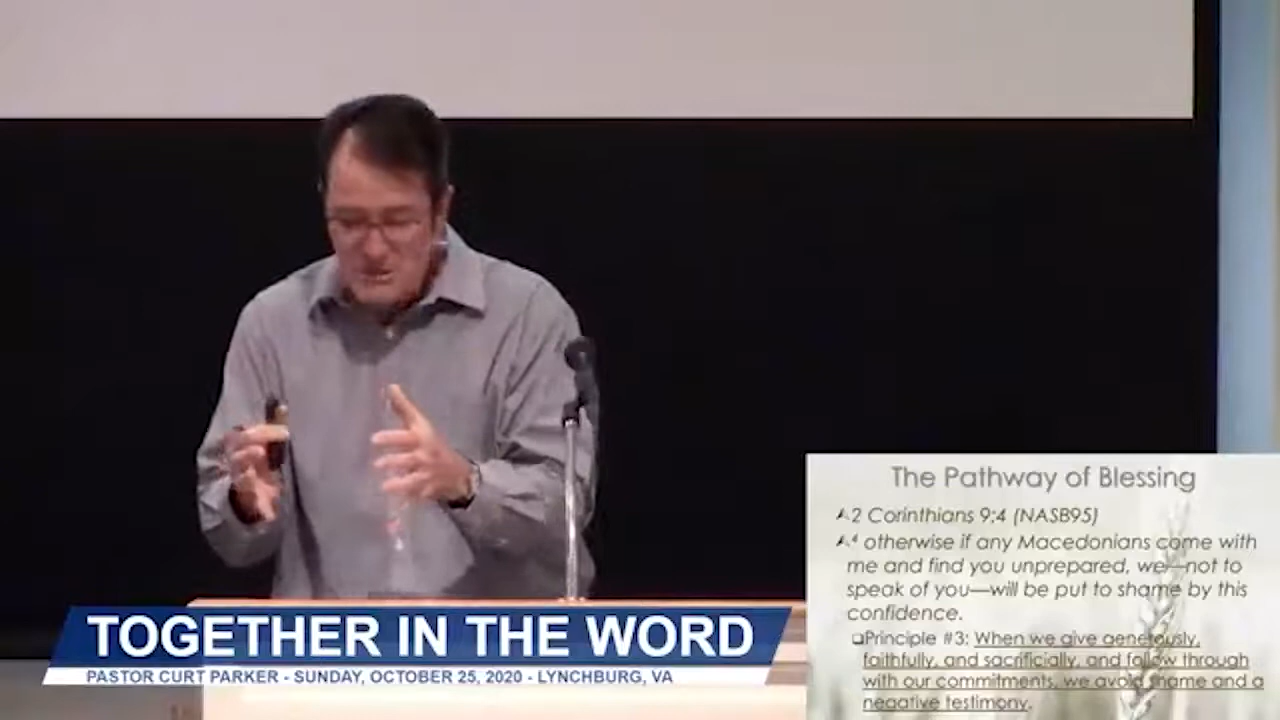 TOGETHER IN THE WORD
PASTOR CURT PARKER - SUNDAY, OCTOBER 25, 2020 - LYNCHBURG, VA
The Pathway of Blessing
2 Corinthians 9:4 (NASB95)
4 otherwise if any Macedonians come with
me and find you unprepared, we—not to
speak of you—will be put to shame by this
confidence.
Principle #3: When we give generously,
faithfully, and sacrificially, and follow through
with our commitments, we avoid shame and a
negative testimony.